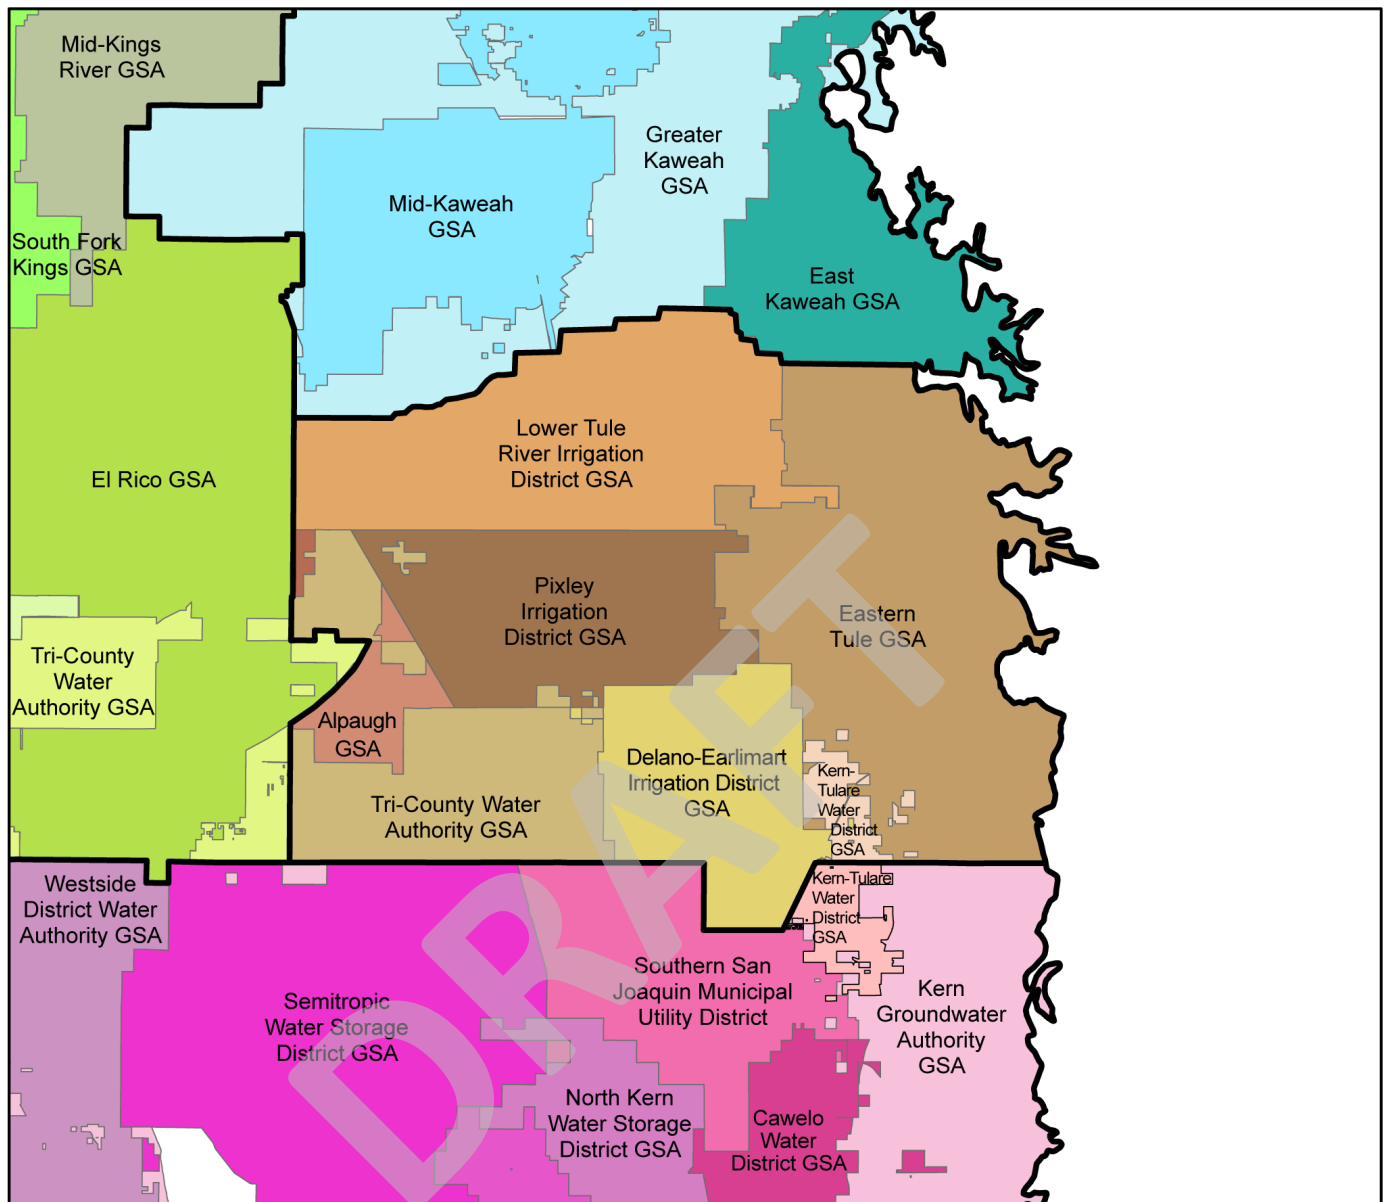 Mid-Kings
River GSA
Greater
Kaweah
GSA
Mid-Kaweah
GSA
South Fork
Kings GSA
East
Kaweah GSA
Lower Tule
River Irrigation
District GSA
El Rico GSA
Pixley
Irrigation
District GSA
Eastern
Tule GSA
Tri-County
Water
Authority GSA
Alpaugh
GSA
Delano-Earlimart
Irrigation District
GSA
Kern-
Tulare
Water
District
GSA
Tri-County Water
Authority GSA
Westside
District Water
Authority GSA
Kern-Tulare
Water
District
GSA
Southern San
Joaquin Municipal
Utility District
Kern
Groundwater
Authority
GSA
Semitropic
Water Storage
District GSA
North Kern
Water Storage
District GSA
Cawelo
Water
District GSA
DRAFT